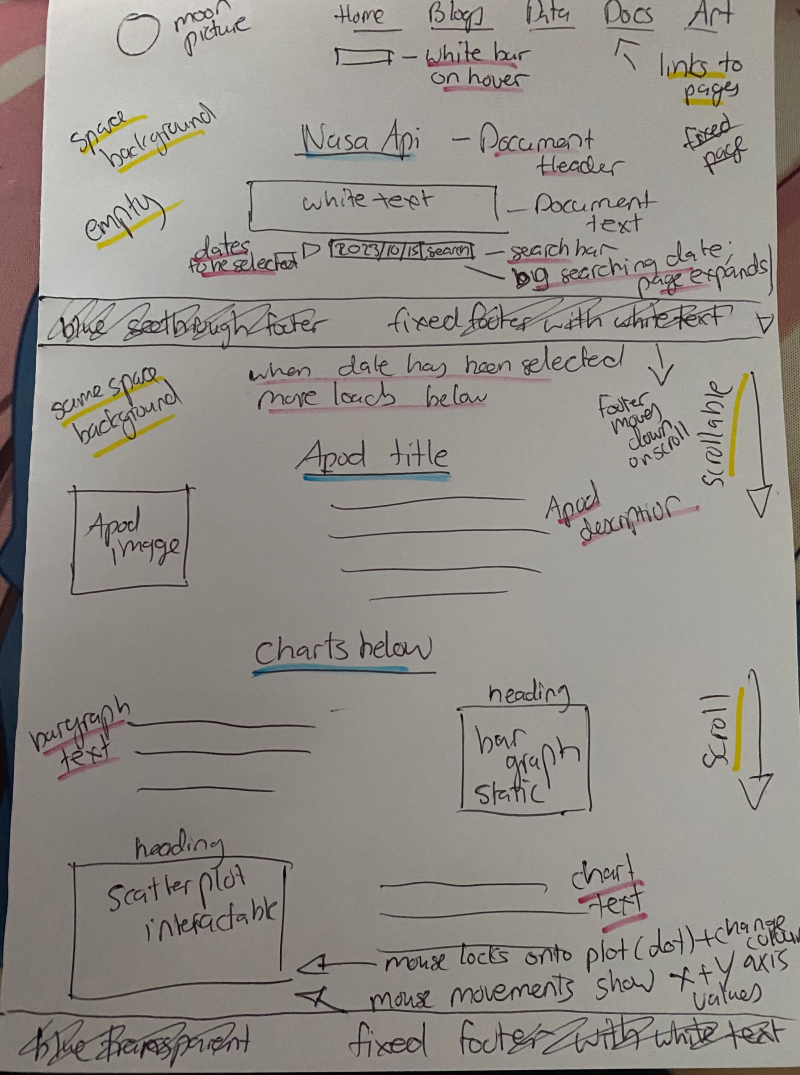 moon
picture
Home Blogs Data Docs Art
– white bar
on hover
links to
pages
space
background
Nasa Api – Document
Header
fixed
page
empty
white text
– Document
text
dates
to be selected
2023/10/15 search
– search bar
by searching date;
page expands
blue seethrough footer fixed footer with white text
same space
background
when date has been selected
more loads below
footer
moves
down
on scroll
scrollable
Apod title
Apod
image
Apod
description
Charts below
bargraph
text
heading
bar
graph
static
scroll
heading
Scatterplot
interactable
chart
text
mouse locks onto plot (dot) + change
colour
mouse movements show x + y axis
values
blue transparent fixed footer with white text